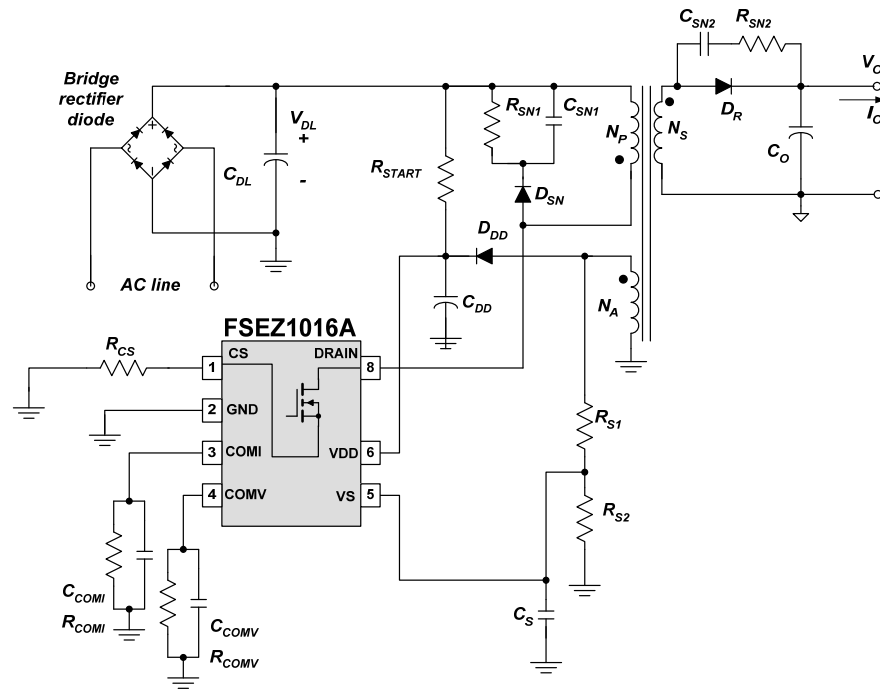 C_SN2
R_SN2
Bridge
rectifier
diode
V_DL
+
-
C_DL
R_START
R_SN1
C_SN1
N_P
N_S
D_R
V_O
I_O
C_O
D_SN
D_DD
AC line
C_DD
N_A
+
~
~
-
FSEZ1016A
R_CS
1
CS
DRAIN
8
2
GND
R_S1
3
COMI
VDD
6
4
COMV
VS
5
R_S2
C_COMI
R_COMI
C_COMV
R_COMV
C_S